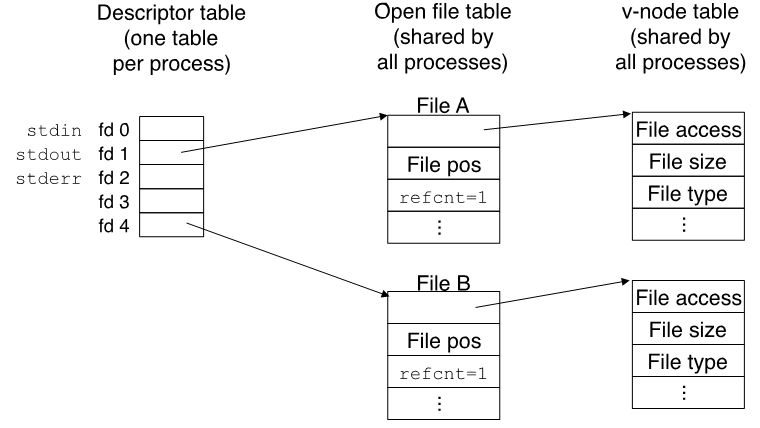 Descriptor table
(one table
per process)
Open file table
(shared by
all processes)
v-node table
(shared by
all processes)
stdin fd 0
stdout fd 1
stderr fd 2
fd 3
fd 4
File A
File pos
refcnt=1
⋮
File access
File size
File type
⋮
File B
File pos
refcnt=1
⋮
File access
File size
File type
⋮